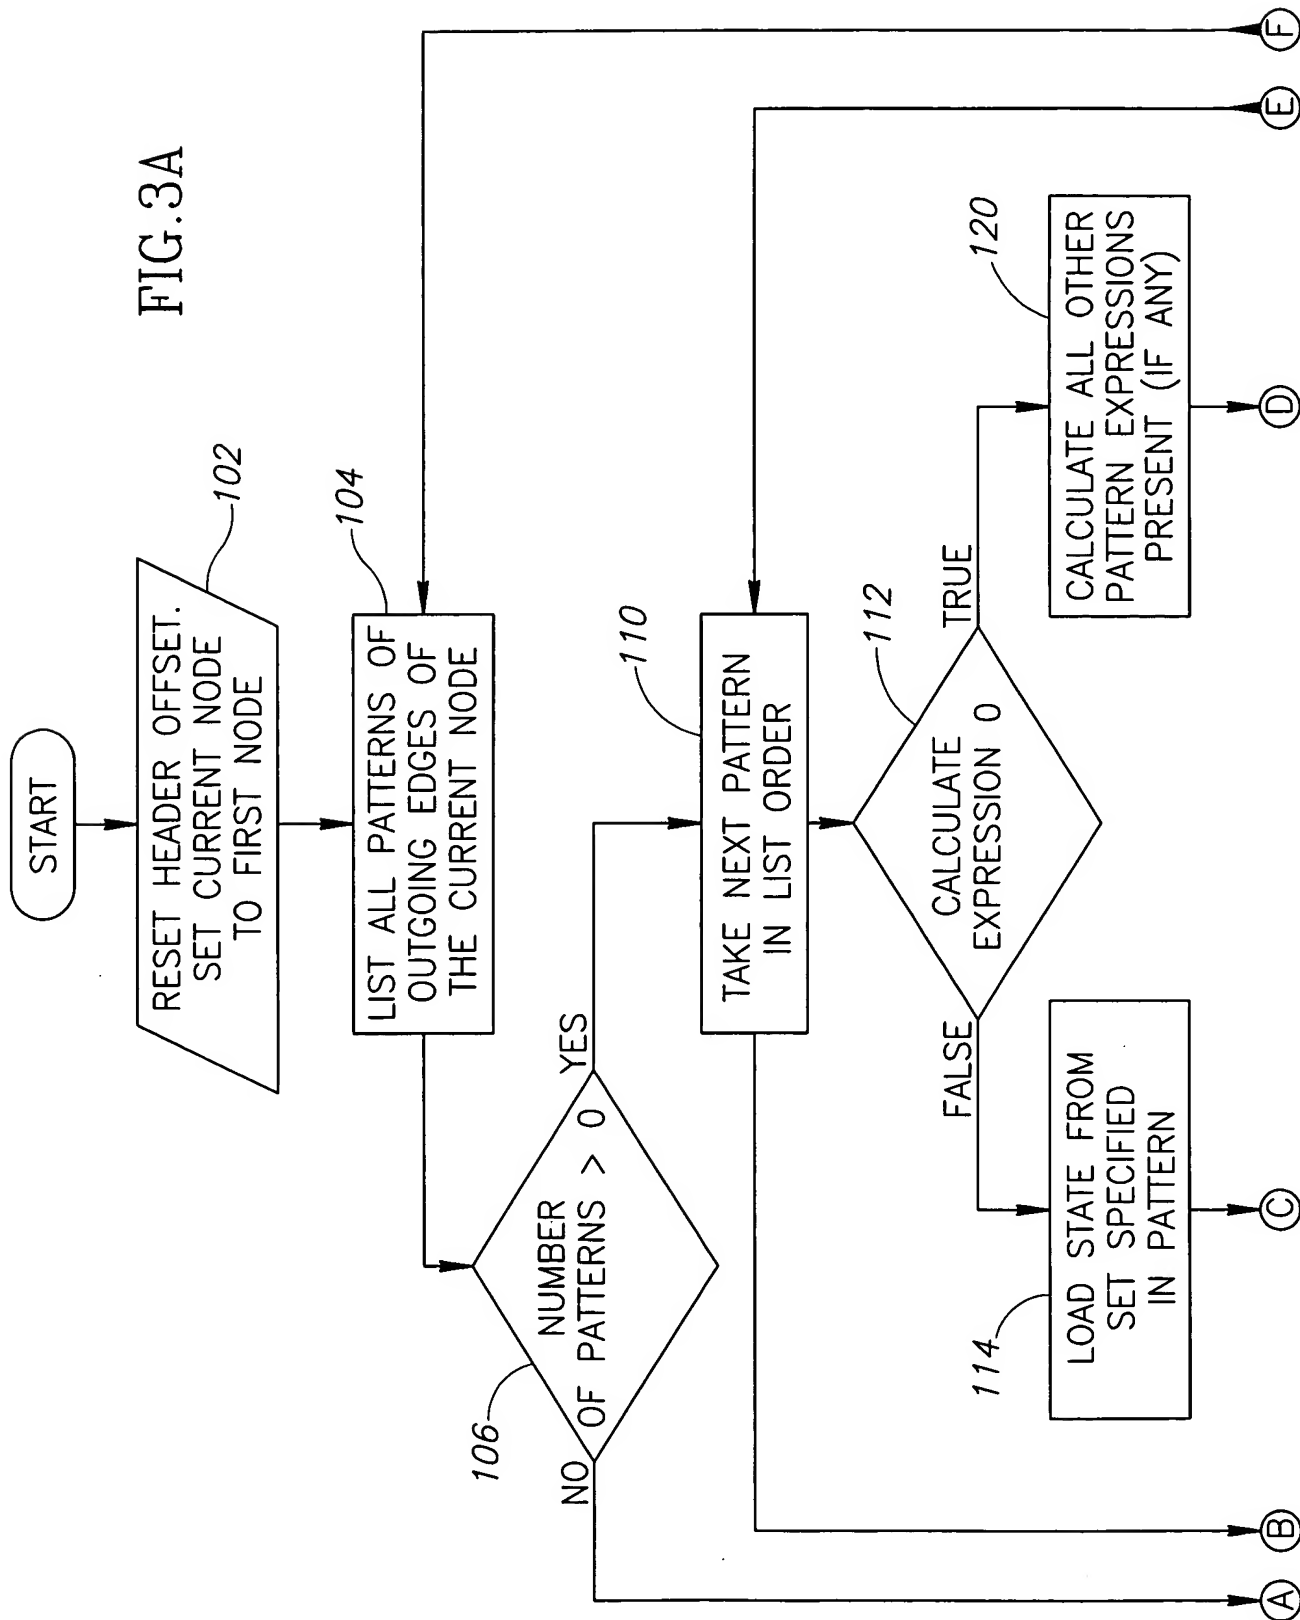 FIG.3A
START
RESET HEADER OFFSET.
SET CURRENT NODE
TO FIRST NODE
102
LIST ALL PATTERNS OF
OUTGOING EDGES OF
THE CURRENT NODE
104
NUMBER
OF PATTERNS > 0
106
NO
YES
TAKE NEXT PATTERN
IN LIST ORDER
110
CALCULATE
EXPRESSION 0
112
FALSE
TRUE
LOAD STATE FROM
SET SPECIFIED
IN PATTERN
114
CALCULATE ALL OTHER
PATTERN EXPRESSIONS
PRESENT (IF ANY)
120
A
B
C
D
E
F